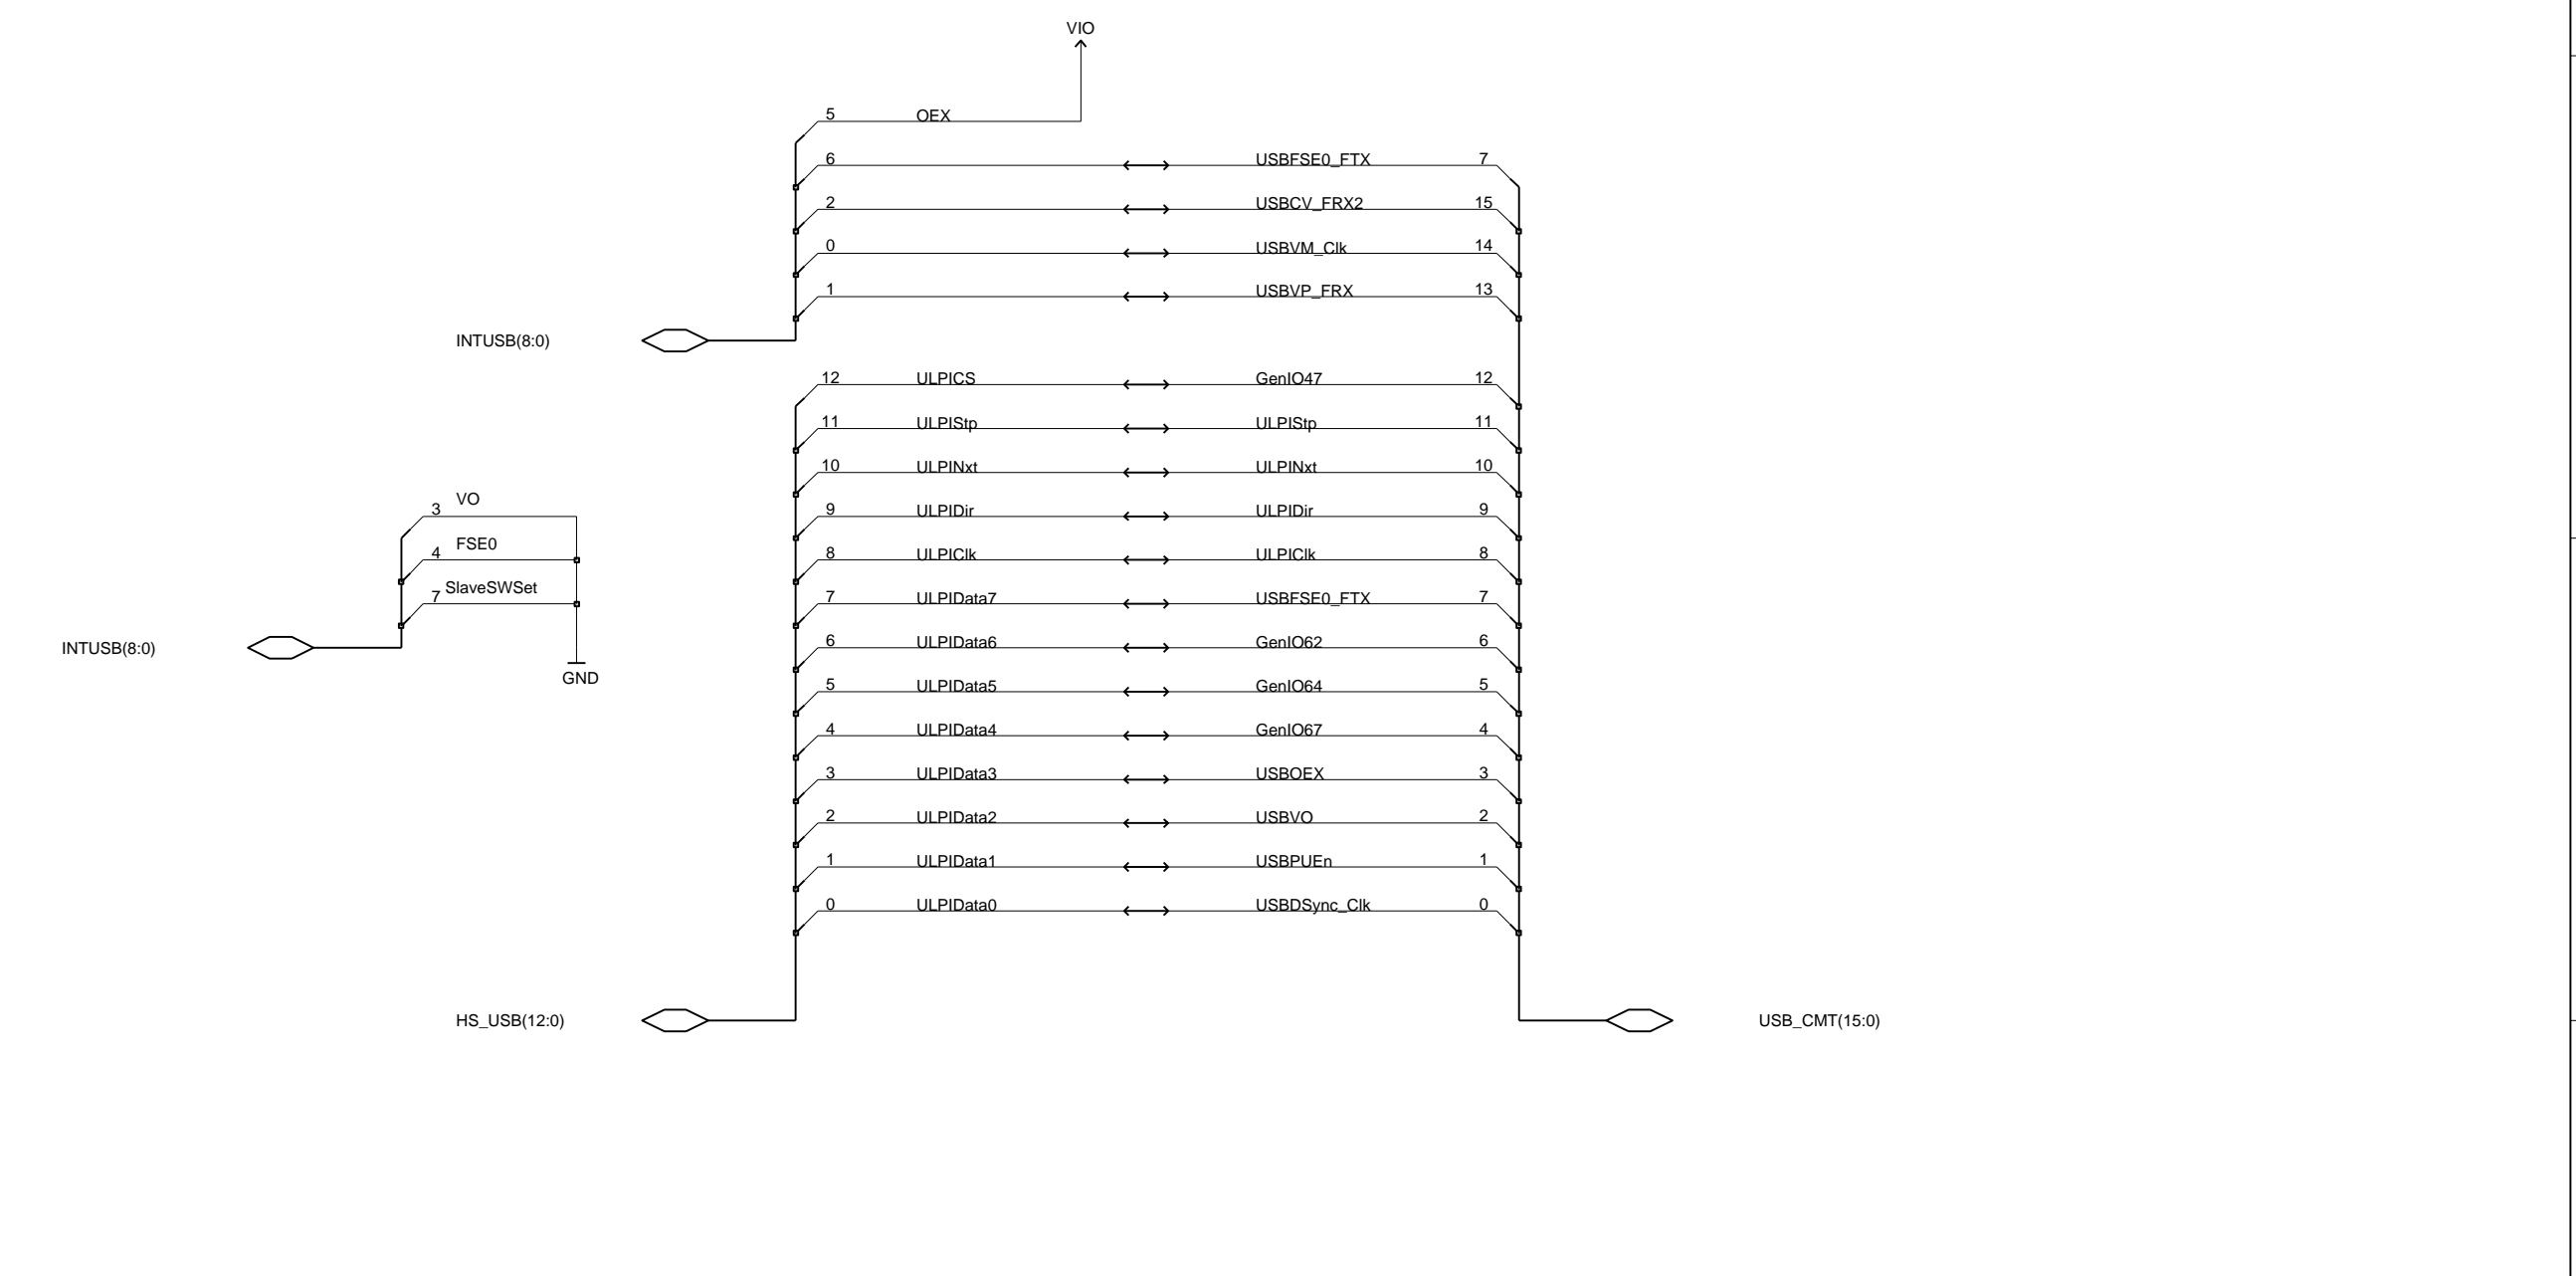 VIO
5 OEX
6 USBFSE0_FTX 7
2 USBCV_FRX2 15
0 USBVM_Clk 14
1 USBVP_FRX 13
INTUSB(8:0)
12 ULPICS GenIO47 12
11 ULPIStp ULPIStp 11
10 ULPINxt ULPINxt 10
3 VO
9 ULPIDir ULPIDir 9
4 FSE0
8 ULPIClk ULPIClk 8
7 SlaveSWSet
7 ULPIData7 USBFSE0_FTX 7
INTUSB(8:0)
6 ULPIData6 GenIO62 6
GND
5 ULPIData5 GenIO64 5
4 ULPIData4 GenIO67 4
3 ULPIData3 USBOEX 3
2 ULPIData2 USBVO 2
1 ULPIData1 USBPUEn 1
0 ULPIData0 USBDSync_Clk 0
HS_USB(12:0) USB_CMT(15:0)